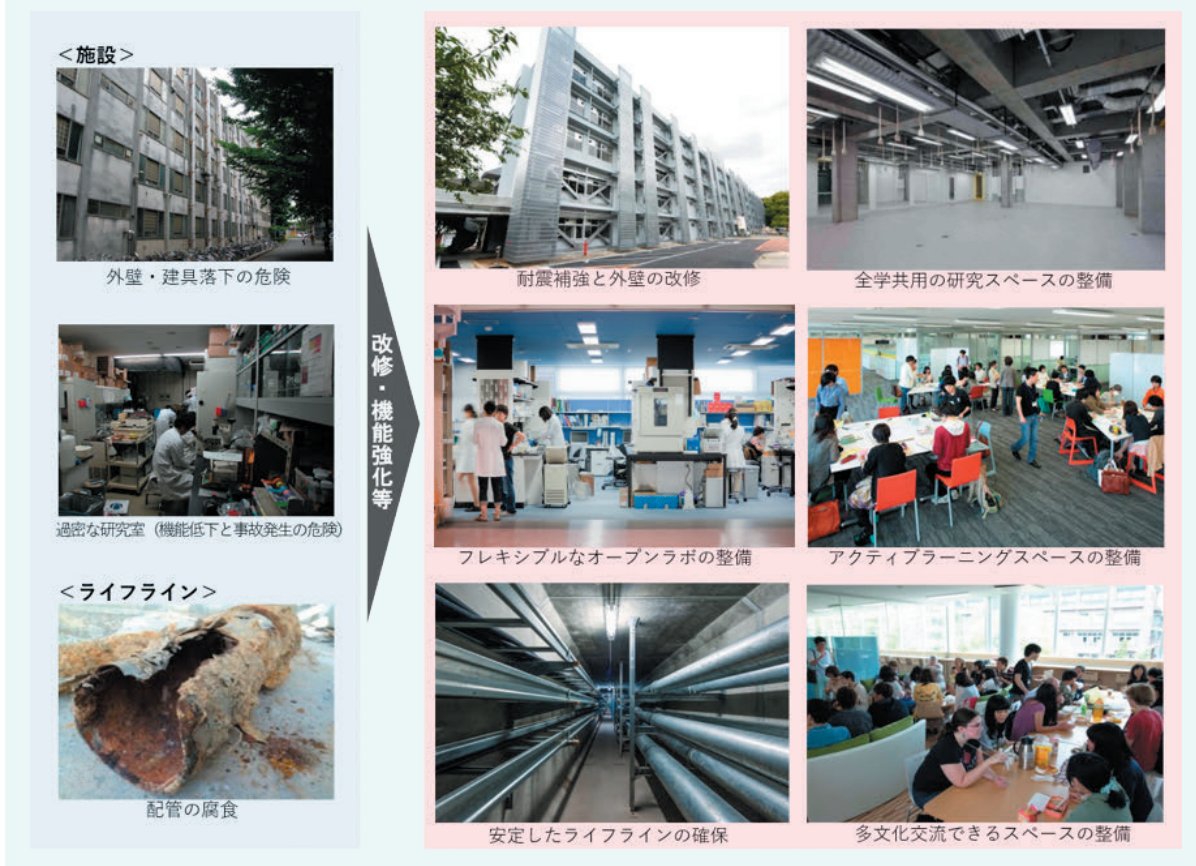 ＜施設＞
外壁・建具落下の危険
過密な研究室（機能低下と事故発生の危険）
＜ライフライン＞
配管の腐食
改修・機能強化等
耐震補強と外壁の改修
全学共用の研究スペースの整備
フレキシブルなオープンラボの整備
アクティブラーニングスペースの整備
安定したライフラインの確保
多文化交流できるスペースの整備